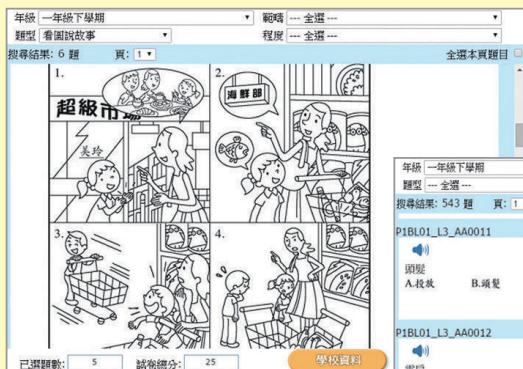 年級 一年級下學期
範疇 --- 全選 ---
題型 看圖說故事
程度 --- 全選 ---
搜尋結果: 6 題 頁: 1
全選本頁題目
1.
超級市場
美玲
2.
海鮮部
3.
4.
已選題數: 5 試卷總分: 25 學校資料
年級 一年級下學期
題型 --- 全選 ---
搜尋結果: 543 題 頁: 1
P1BL01_L3_AA0011
頭髮
A.投放 B.頭髮
P1BL01_L3_AA0012